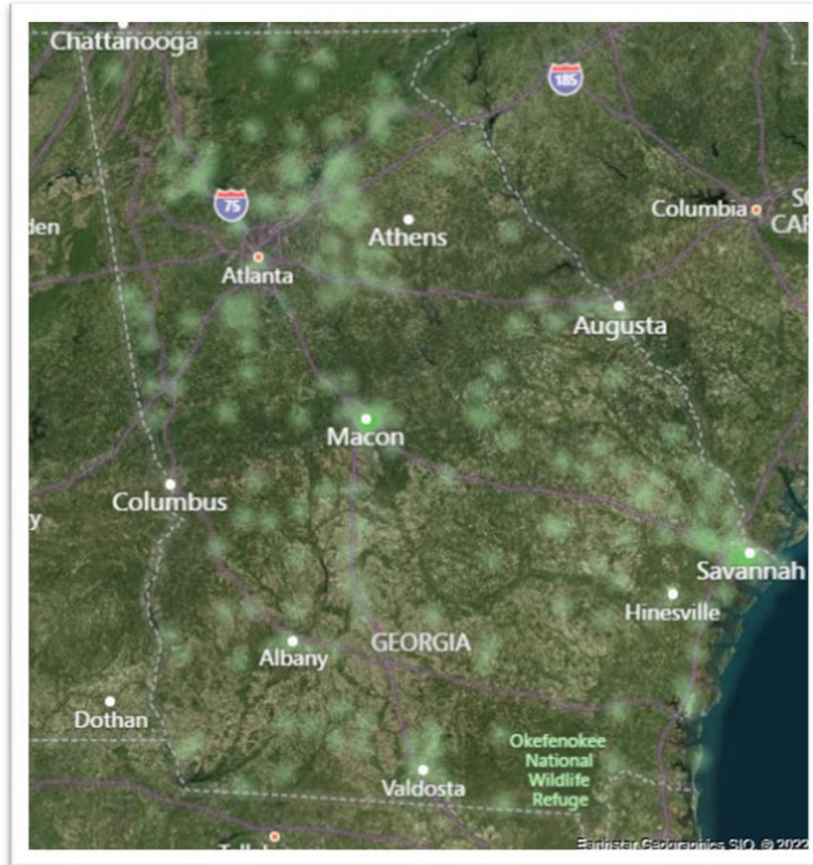 Chattanooga
185
75
Columbia
SO
CAR
den
Athens
Atlanta
Augusta
Macon
Columbus
y
Savannah
Hinesville
GEORGIA
Albany
Dothan
Okefenokee
National
Wildlife
Refuge
Valdosta
Earthstar Geographics SIO, © 2022